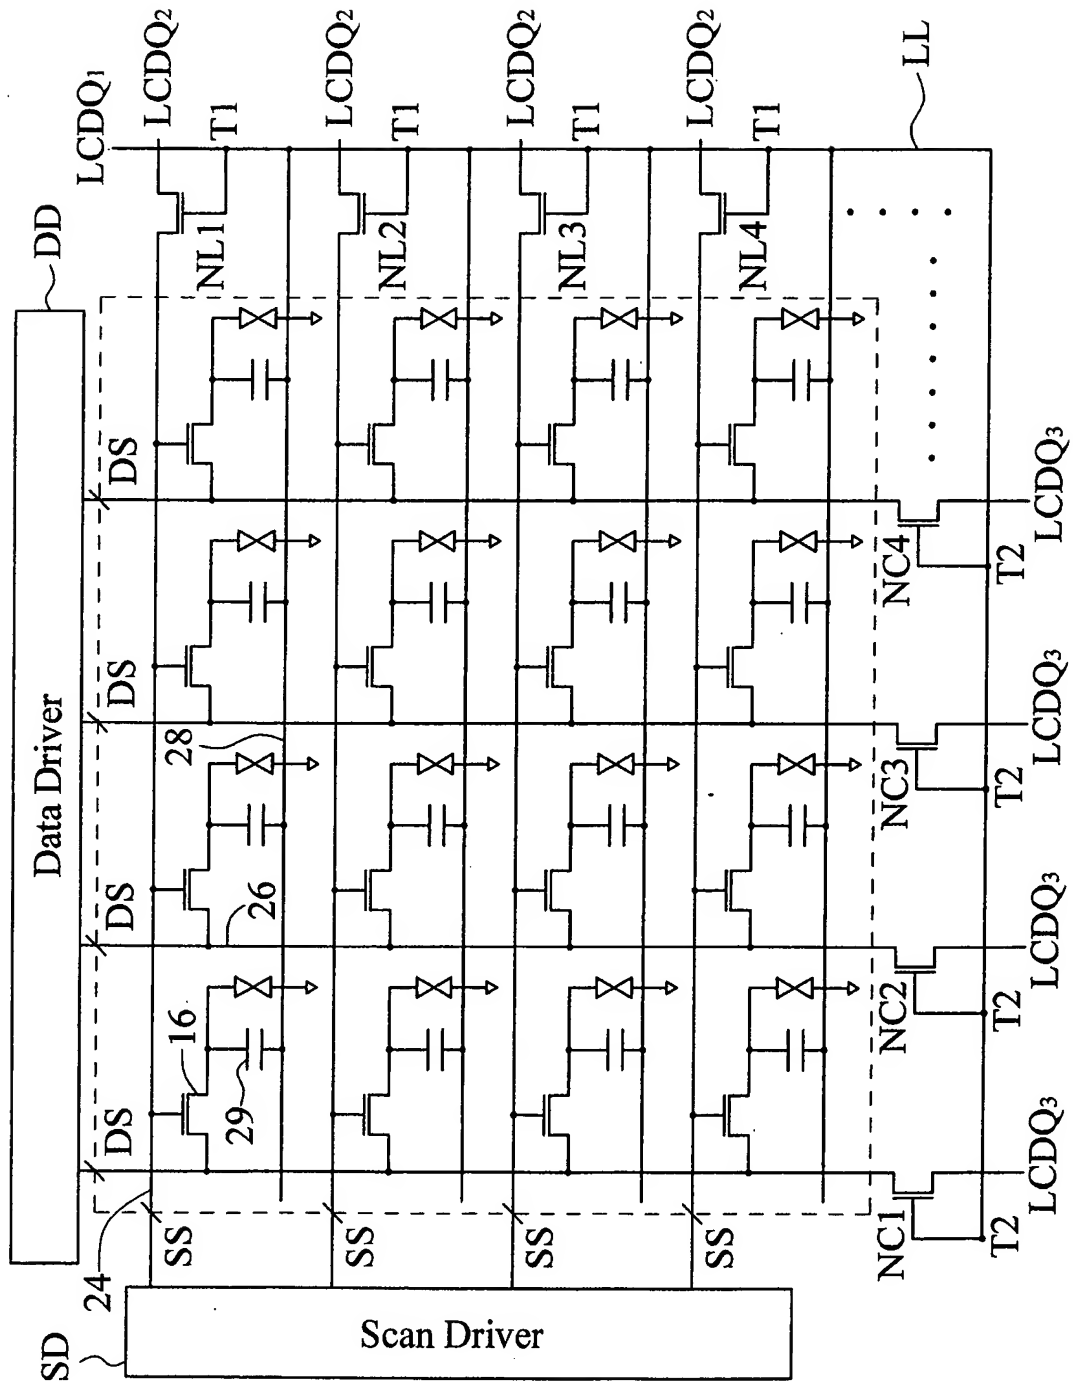 LCDQ1
LCDQ2
LCDQ2
LCDQ2
LCDQ2
LL
T1
T1
T1
T1
DD
NL1
NL2
NL3
NL4
Data Driver
DS
DS
DS
DS
28
26
16
29
24
NC4
NC3
NC2
NC1
T2
T2
T2
T2
LCDQ3
LCDQ3
LCDQ3
LCDQ3
SS
SS
SS
SS
SD
Scan Driver